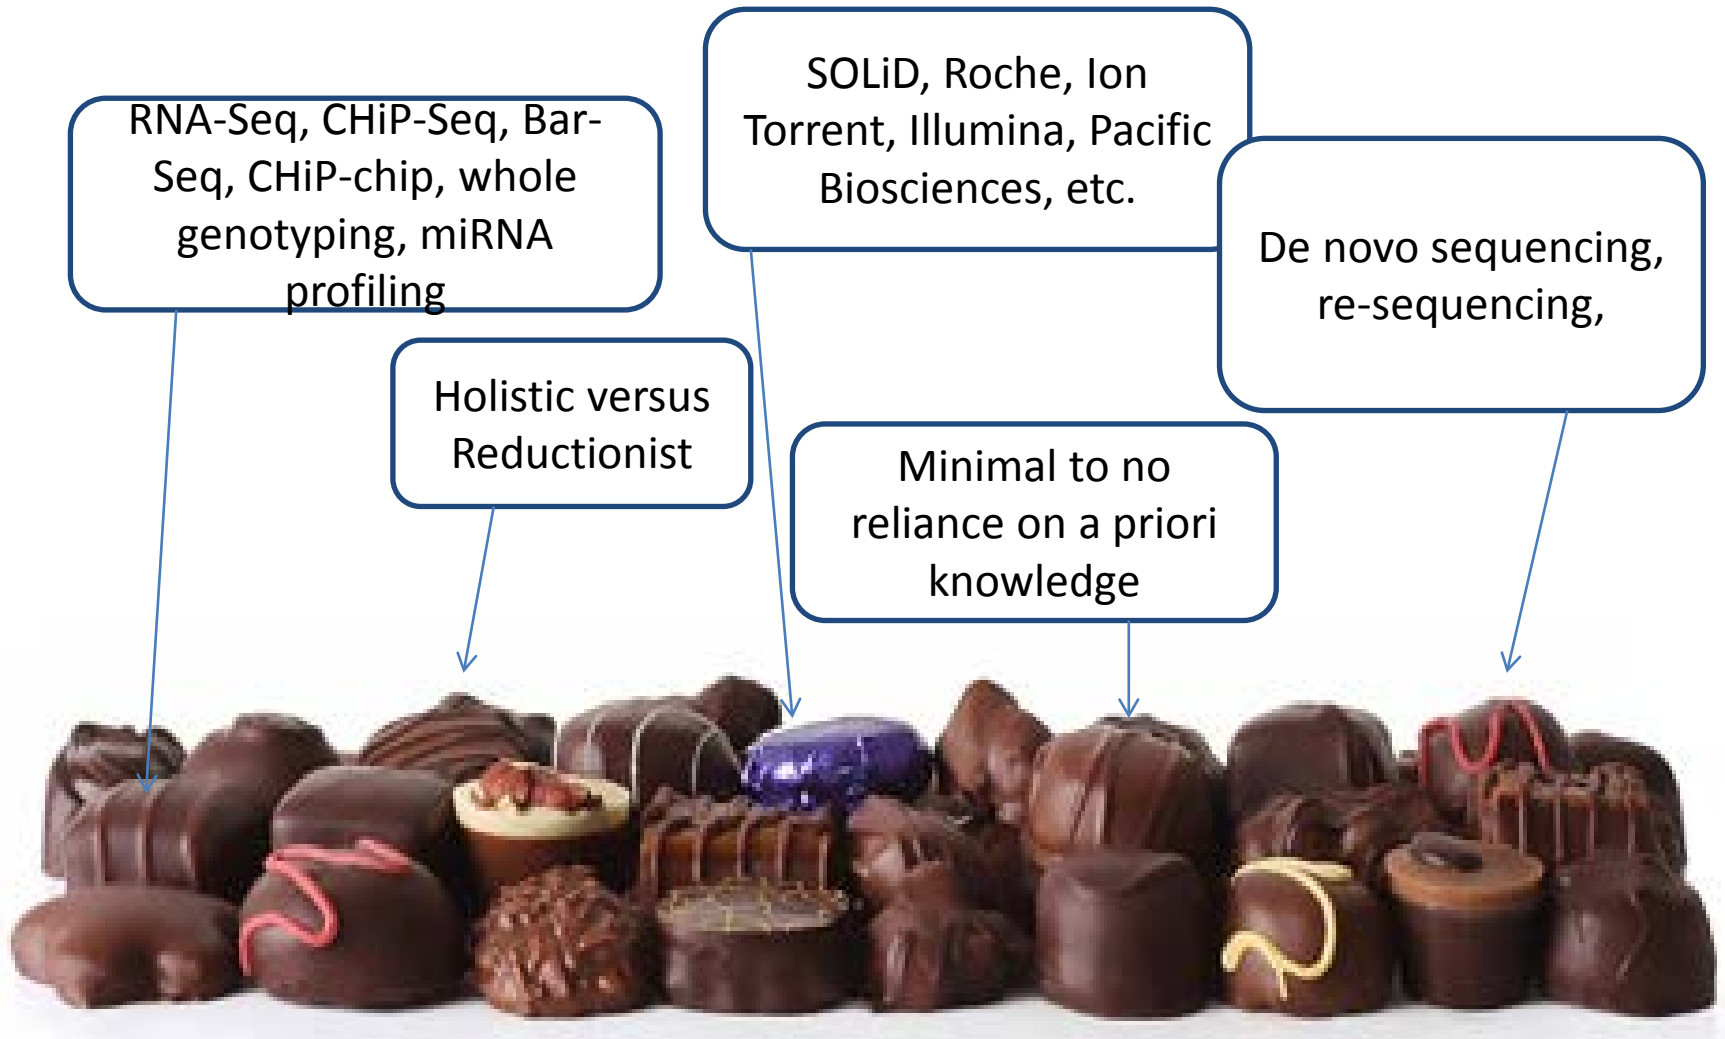 RNA-Seq, CHiP-Seq, Bar-
Seq, CHiP-chip, whole
genotyping, miRNA
profiling
Holistic versus
Reductionist
SOLiD, Roche, Ion
Torrent, Illumina, Pacific
Biosciences, etc.
Minimal to no
reliance on a priori
knowledge
De novo sequencing,
re-sequencing,